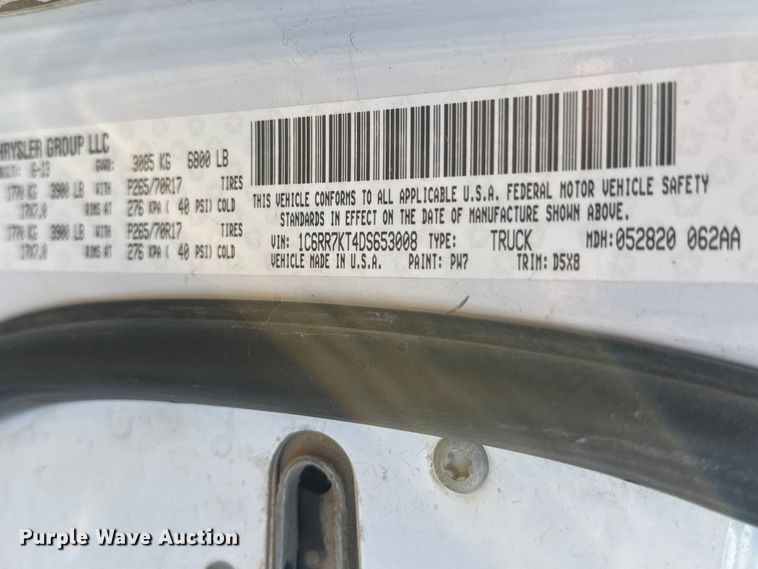 HRYSLER GROUP LLC
6-13 GVWR: 3085 KG 6800 LB
1770 KG 3900 LB WITH P265/70R17 TIRES
17X7.0 RIMS AT 276 KPA ( 40 PSI) COLD
1770 KG 3900 LB WITH P265/70R17 TIRES
17X7.0 RIMS AT 276 KPA ( 40 PSI) COLD
THIS VEHICLE CONFORMS TO ALL APPLICABLE U.S.A. FEDERAL MOTOR VEHICLE SAFETY
STANDARDS IN EFFECT ON THE DATE OF MANUFACTURE SHOWN ABOVE.
VIN: 1C6RR7KT4DS653008 TYPE: TRUCK MDH: 052820 062AA
VEHICLE MADE IN U.S.A. PAINT: PW7 TRIM: D5X8
Purple Wave Auction